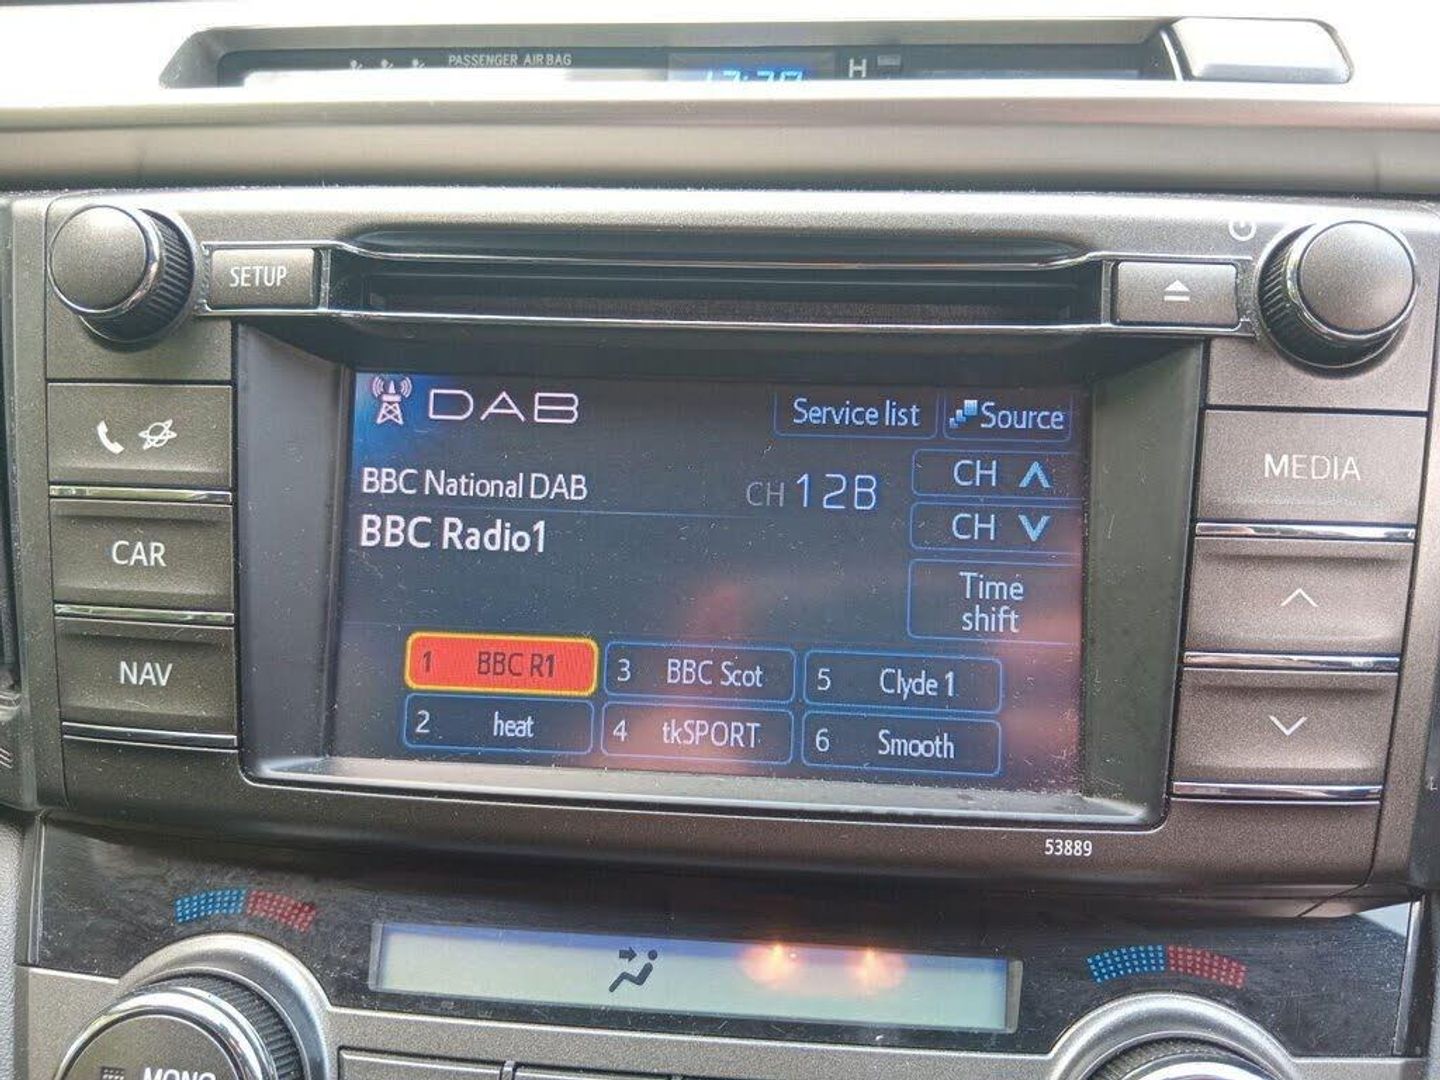 PASSENGER AIR BAG
H
SETUP
DAB
Service list
Source
BBC National DAB
CH 12B
CH
BBC Radio1
CH
Time
shift
MEDIA
CAR
NAV
1 BBC R1
3 BBC Scot
5 Clyde 1
2 heat
4 tkSPORT
6 Smooth
53889
MONO